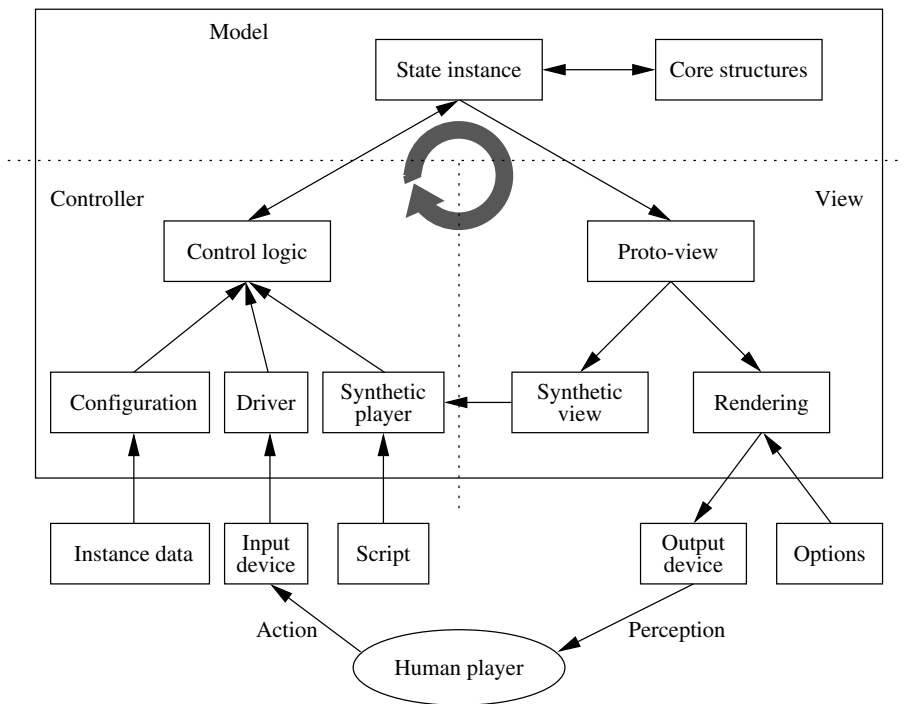 Model
State instance
Core structures
Controller
View
Control logic
Proto-view
Configuration
Driver
Synthetic
player
Synthetic
view
Rendering
Instance data
Input
device
Script
Output
device
Options
Action
Perception
Human player